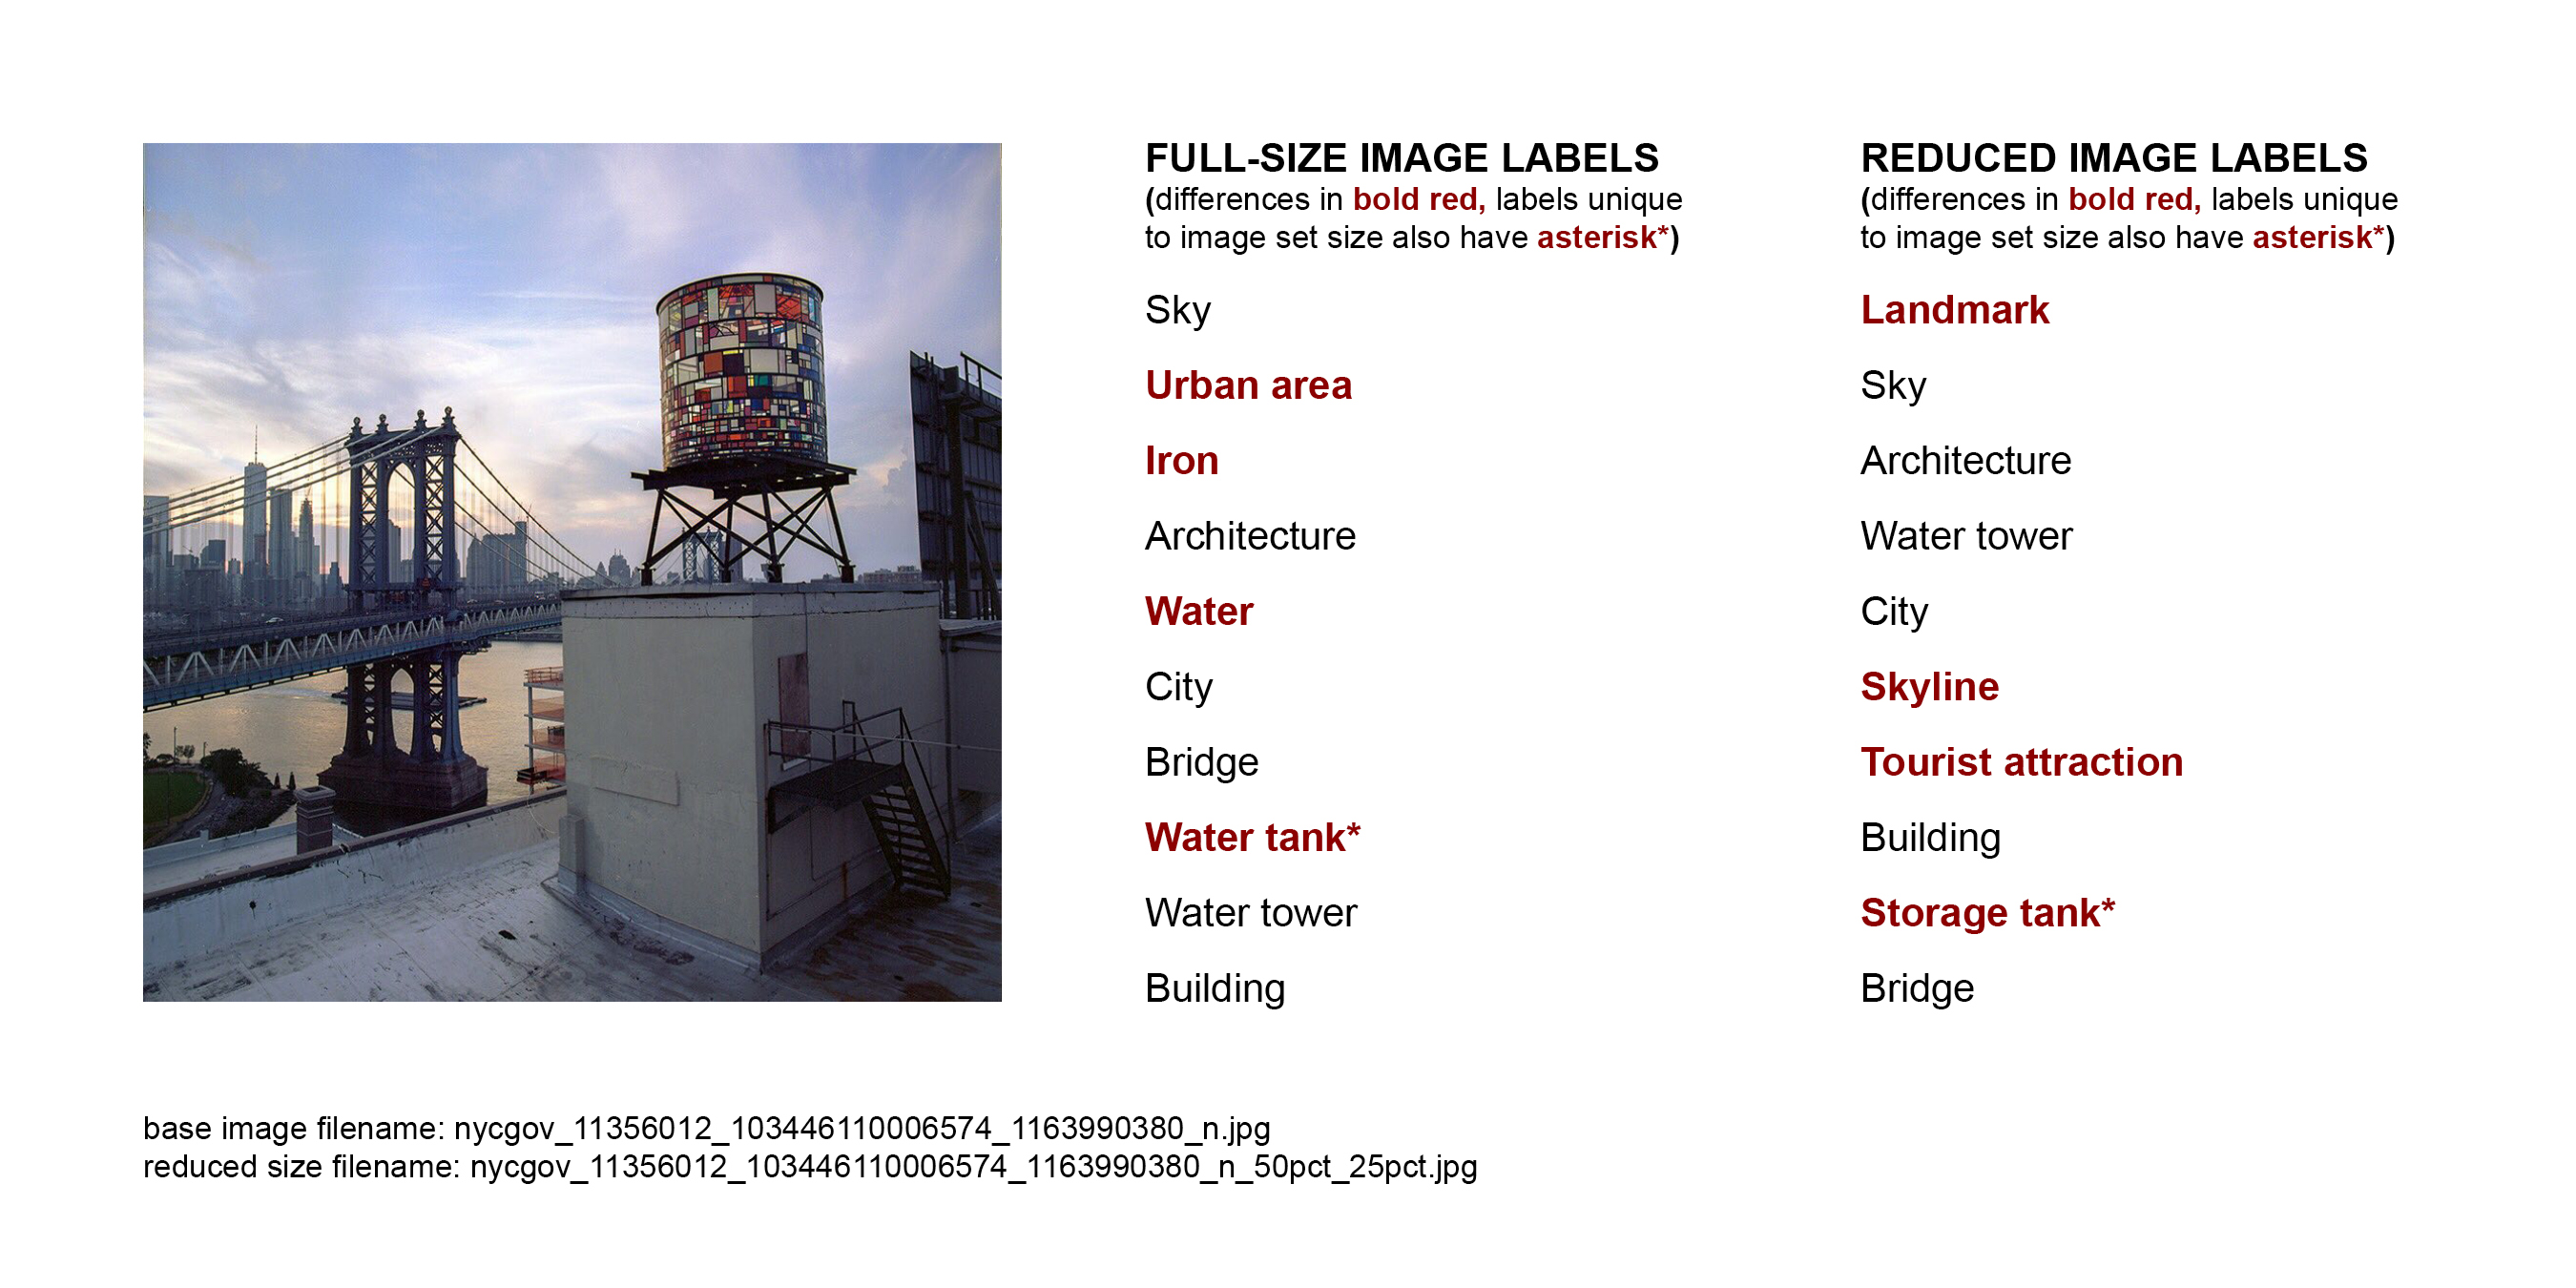 FULL-SIZE IMAGE LABELS
(differences in bold red, labels unique
to image set size also have asterisk*)
Sky
Urban area
Iron
Architecture
Water
City
Bridge
Water tank*
Water tower
Building
REDUCED IMAGE LABELS
(differences in bold red, labels unique
to image set size also have asterisk*)
Landmark
Sky
Architecture
Water tower
City
Skyline
Tourist attraction
Building
Storage tank*
Bridge
base image filename: nycgov_11356012_103446110006574_1163990380_n.jpg
reduced size filename: nycgov_11356012_103446110006574_1163990380_n_50pct_25pct.jpg